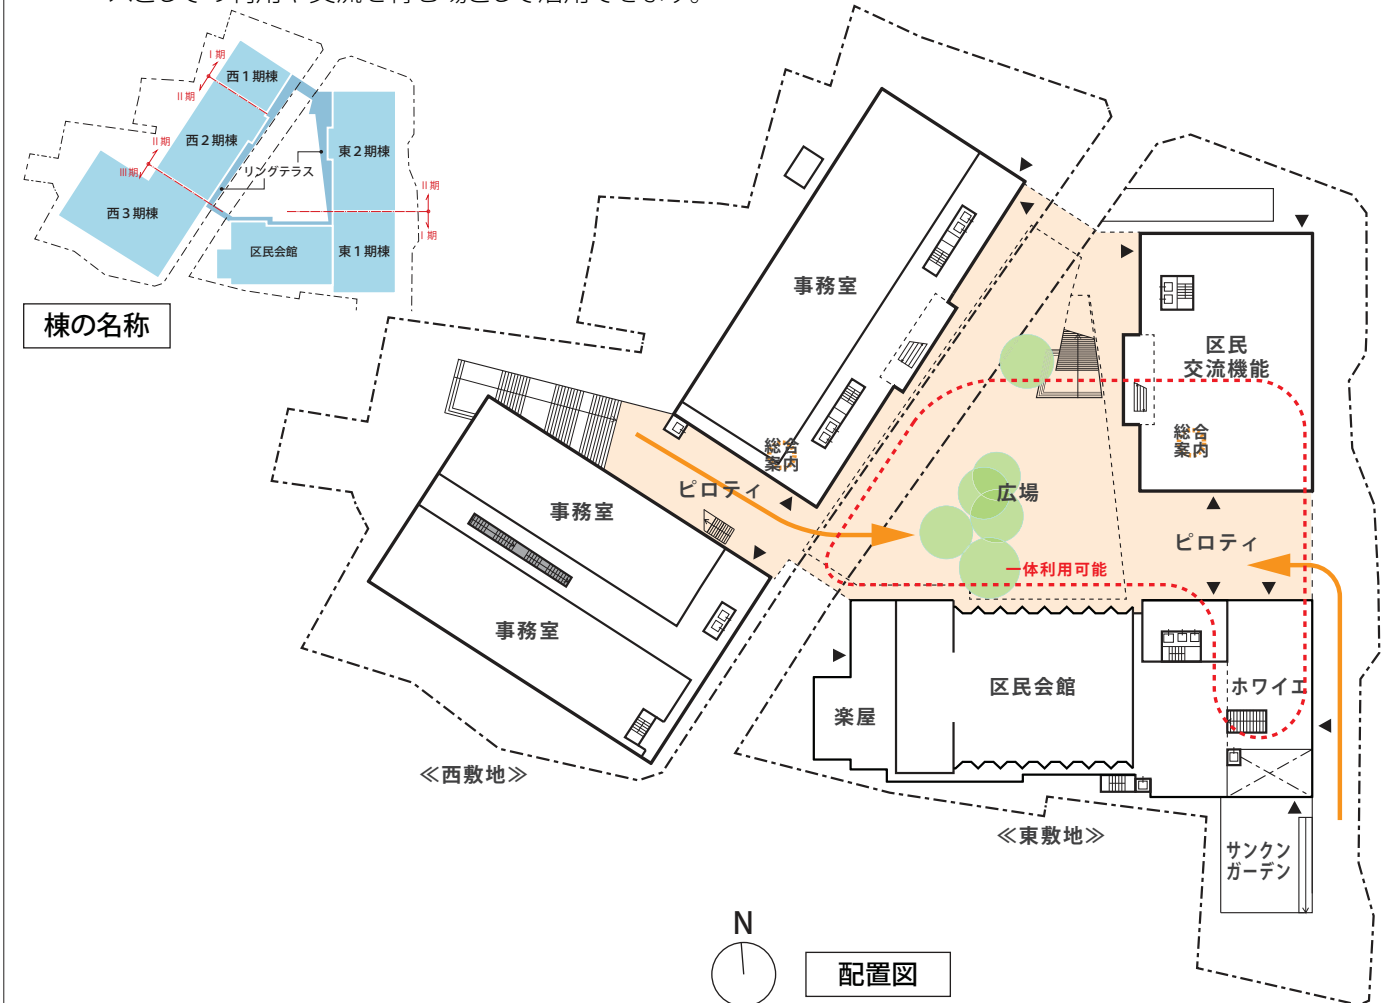 Ⅰ期
西１期棟
Ⅱ期
Ⅱ期
西２期棟
東２期棟
Ⅲ期
リングテラス
Ⅱ期
西３期棟
Ⅰ期
区民会館
東１期棟
棟の名称
事務室
区民
交流機能
総合
案内
総合
案内
ピロティ
広場
事務室
ピロティ
一体利用可能
事務室
区民会館
ホワイエ
楽屋
≪西敷地≫
≪東敷地≫
サンクン
ガーデン
N
配置図